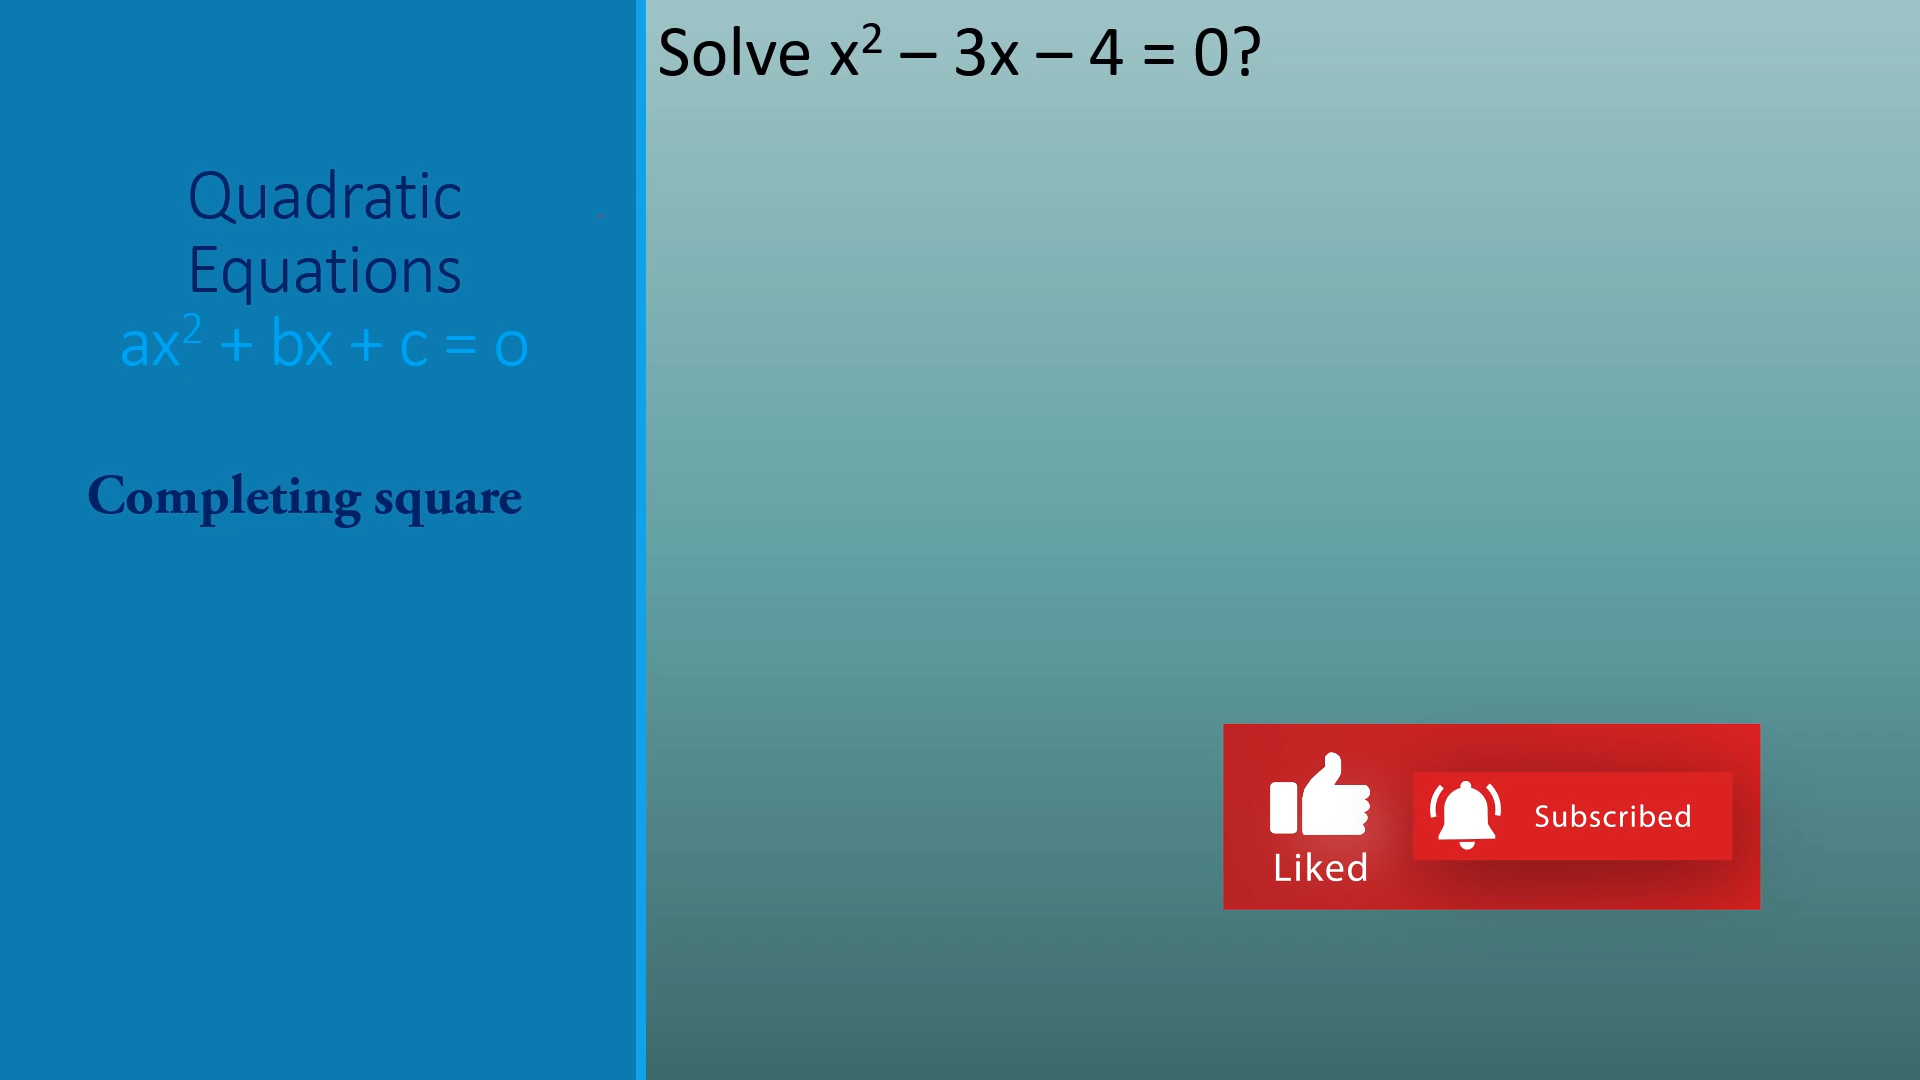 Solve x² – 3x – 4 = 0?
Quadratic
Equations
ax² + bx + c = o
Completing square
Liked
Subscribed